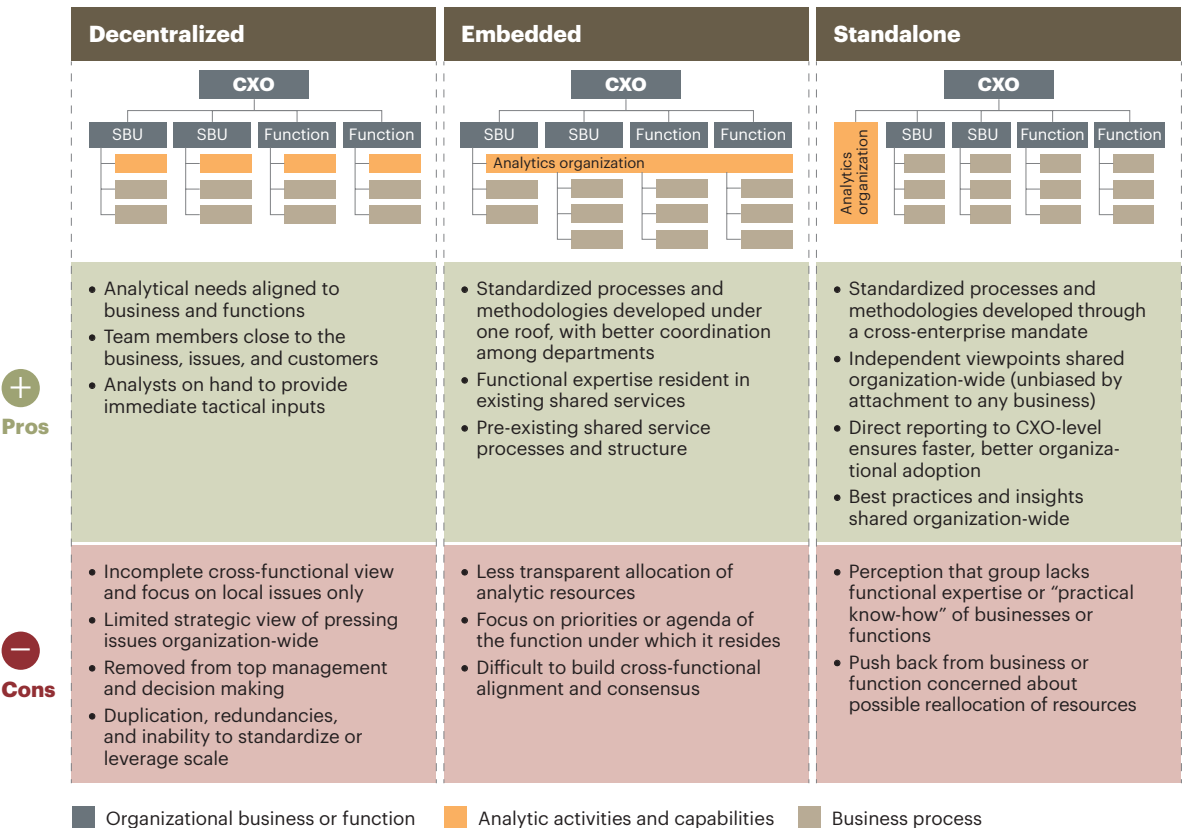 Decentralized
Embedded
Standalone
CXO
SBU
SBU
Function
Function
CXO
SBU
SBU
Function
Function
Analytics organization
CXO
Analytics
organization
SBU
SBU
Function
Function
Pros
• Analytical needs aligned to
business and functions
• Team members close to the
business, issues, and customers
• Analysts on hand to provide
immediate tactical inputs
• Standardized processes and
methodologies developed under
one roof, with better coordination
among departments
• Functional expertise resident in
existing shared services
• Pre-existing shared service
processes and structure
• Standardized processes and
methodologies developed through
a cross-enterprise mandate
• Independent viewpoints shared
organization-wide (unbiased by
attachment to any business)
• Direct reporting to CXO-level
ensures faster, better organiza-
tional adoption
• Best practices and insights
shared organization-wide
Cons
• Incomplete cross-functional view
and focus on local issues only
• Limited strategic view of pressing
issues organization-wide
• Removed from top management
and decision making
• Duplication, redundancies,
and inability to standardize or
leverage scale
• Less transparent allocation of
analytic resources
• Focus on priorities or agenda of
the function under which it resides
• Difficult to build cross-functional
alignment and consensus
• Perception that group lacks
functional expertise or “practical
know-how” of businesses or
functions
• Push back from business or
function concerned about
possible reallocation of resources
Organizational business or function
Analytic activities and capabilities
Business process